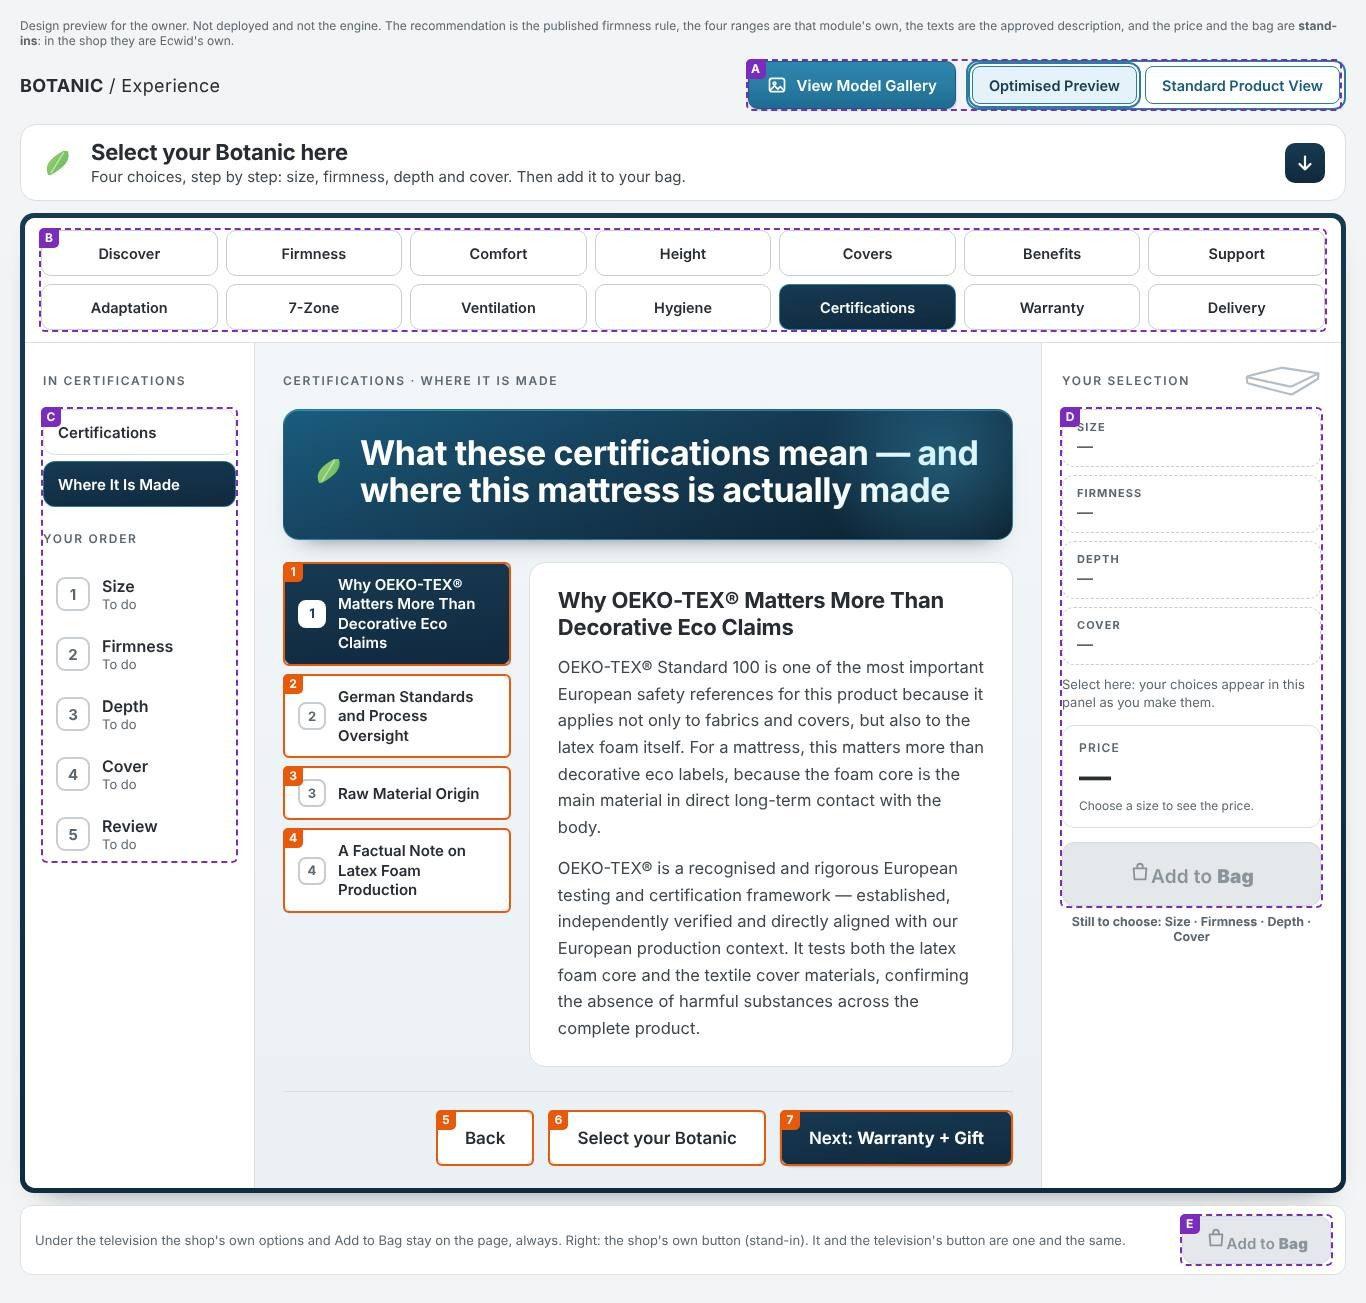 Design preview for the owner. Not deployed and not the engine. The recommendation is the published firmness rule, the four ranges are that module's own, the texts are the approved description, and the price and the bag are stand-
ins: in the shop they are Ecwid's own.
BOTANIC / Experience
A
View Model Gallery
Optimised Preview
Standard Product View
Select your Botanic here
Four choices, step by step: size, firmness, depth and cover. Then add it to your bag.
B
Discover
Firmness
Comfort
Height
Covers
Benefits
Support
Adaptation
7-Zone
Ventilation
Hygiene
Certifications
Warranty
Delivery
IN CERTIFICATIONS
C
Certifications
Where It Is Made
YOUR ORDER
1
Size
To do
2
Firmness
To do
3
Depth
To do
4
Cover
To do
5
Review
To do
CERTIFICATIONS · WHERE IT IS MADE
What these certifications mean — and
where this mattress is actually made
1
1
Why OEKO-TEX®
Matters More Than
Decorative Eco
Claims
2
2
German Standards
and Process
Oversight
3
3
Raw Material Origin
4
4
A Factual Note on
Latex Foam
Production
Why OEKO-TEX® Matters More Than
Decorative Eco Claims
OEKO-TEX® Standard 100 is one of the most important
European safety references for this product because it
applies not only to fabrics and covers, but also to the
latex foam itself. For a mattress, this matters more than
decorative eco labels, because the foam core is the
main material in direct long-term contact with the
body.
OEKO-TEX® is a recognised and rigorous European
testing and certification framework — established,
independently verified and directly aligned with our
European production context. It tests both the latex
foam core and the textile cover materials, confirming
the absence of harmful substances across the
complete product.
5
Back
6
Select your Botanic
7
Next: Warranty + Gift
YOUR SELECTION
D
SIZE
—
FIRMNESS
—
DEPTH
—
COVER
—
Select here: your choices appear in this
panel as you make them.
PRICE
—
Choose a size to see the price.
Add to Bag
Still to choose: Size · Firmness · Depth ·
Cover
Under the television the shop's own options and Add to Bag stay on the page, always. Right: the shop's own button (stand-in). It and the television's button are one and the same.
E
Add to Bag